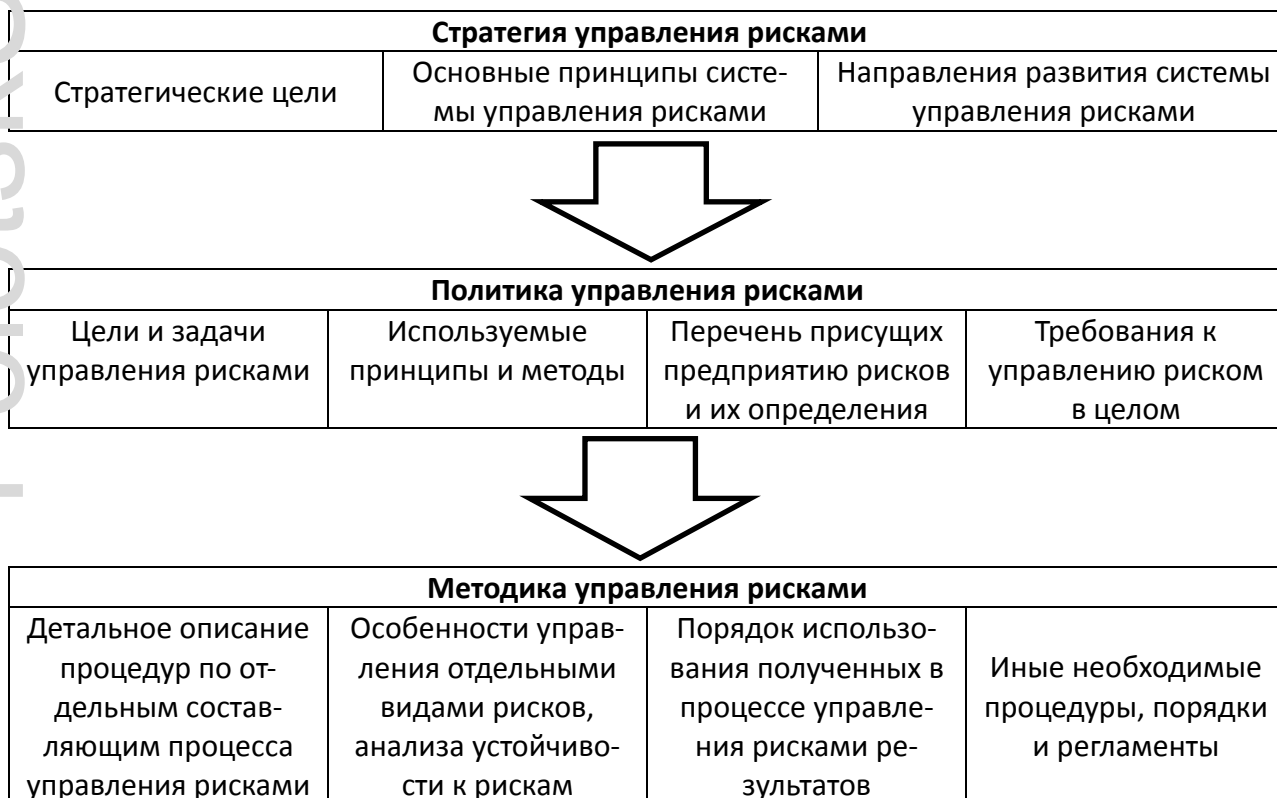 Стратегия управления рисками
Стратегические цели
Основные принципы систе-
мы управления рисками
Направления развития системы
управления рисками
Политика управления рисками
Цели и задачи
управления рисками
Используемые
принципы и методы
Перечень присущих
предприятию рисков
и их определения
Требования к
управлению риском
в целом
Методика управления рисками
Детальное описание
процедур по от-
дельным состав-
ляющим процесса
управления рисками
Особенности управ-
ления отдельными
видами рисков,
анализа устойчиво-
сти к рискам
Порядок использо-
вания полученных в
процессе управле-
ния рисками ре-
зультатов
Иные необходимые
процедуры, порядки
и регламенты